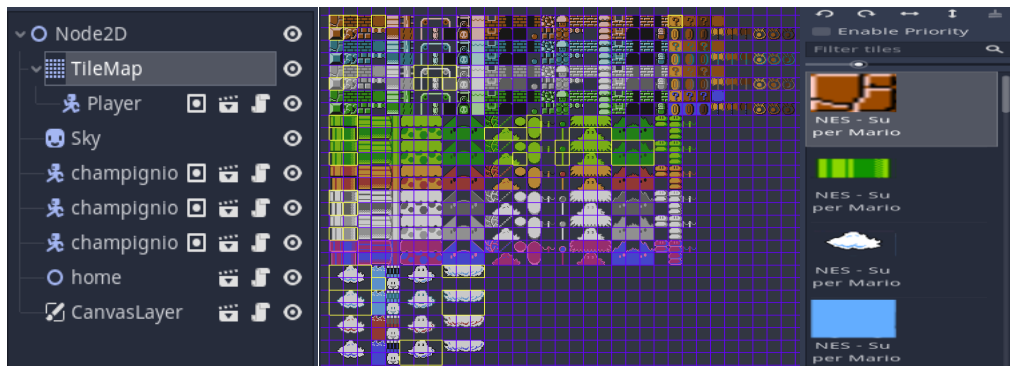 Node2D
TileMap
Player
Sky
champignio
champignio
champignio
home
CanvasLayer
Enable Priority
Filter tiles
NES - Su
per Mario
NES - Su
per Mario
NES - Su
per Mario
NES - Su
per Mario